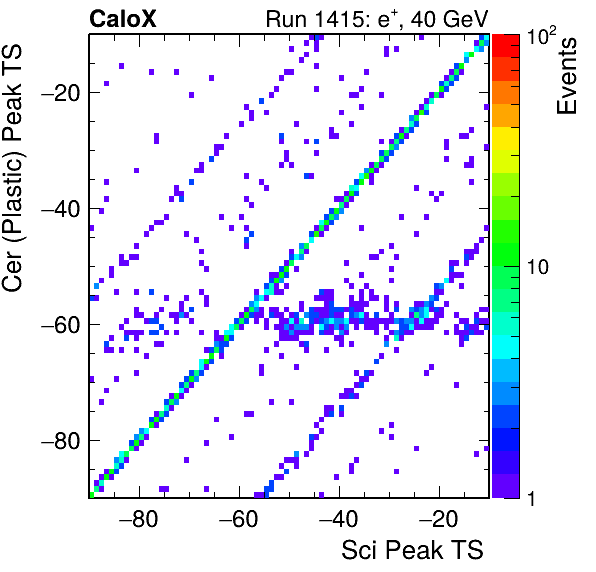 CaloX
Run 1415: e+, 40 GeV
Cer (Plastic) Peak TS
−20
−40
−60
−80
−80
−60
−40
−20
Sci Peak TS
10²
10
1
Events